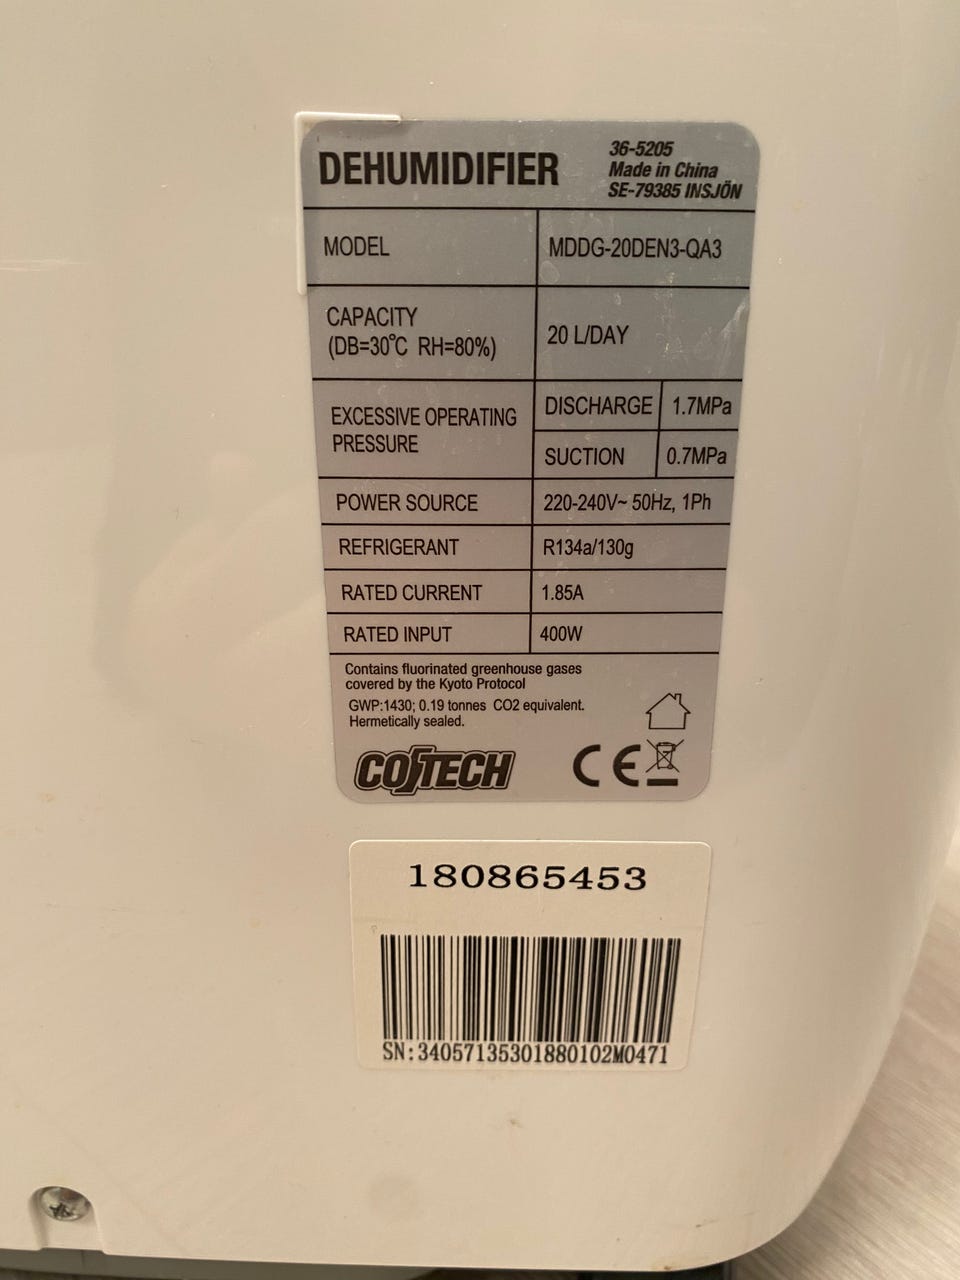 DEHUMIDIFIER
36-5205
Made in China
SE-79385 INSJÖN
MODEL
MDDG-20DEN3-QA3
CAPACITY
(DB=30℃ RH=80%)
20 L/DAY
EXCESSIVE OPERATING
PRESSURE
DISCHARGE 1.7MPa
SUCTION 0.7MPa
POWER SOURCE 220-240V~ 50Hz, 1Ph
REFRIGERANT R134a/130g
RATED CURRENT 1.85A
RATED INPUT 400W
Contains fluorinated greenhouse gases
covered by the Kyoto Protocol
GWP:1430; 0.19 tonnes CO2 equivalent.
Hermetically sealed.
COTECH CE
180865453
SN:34057135301880102M0471